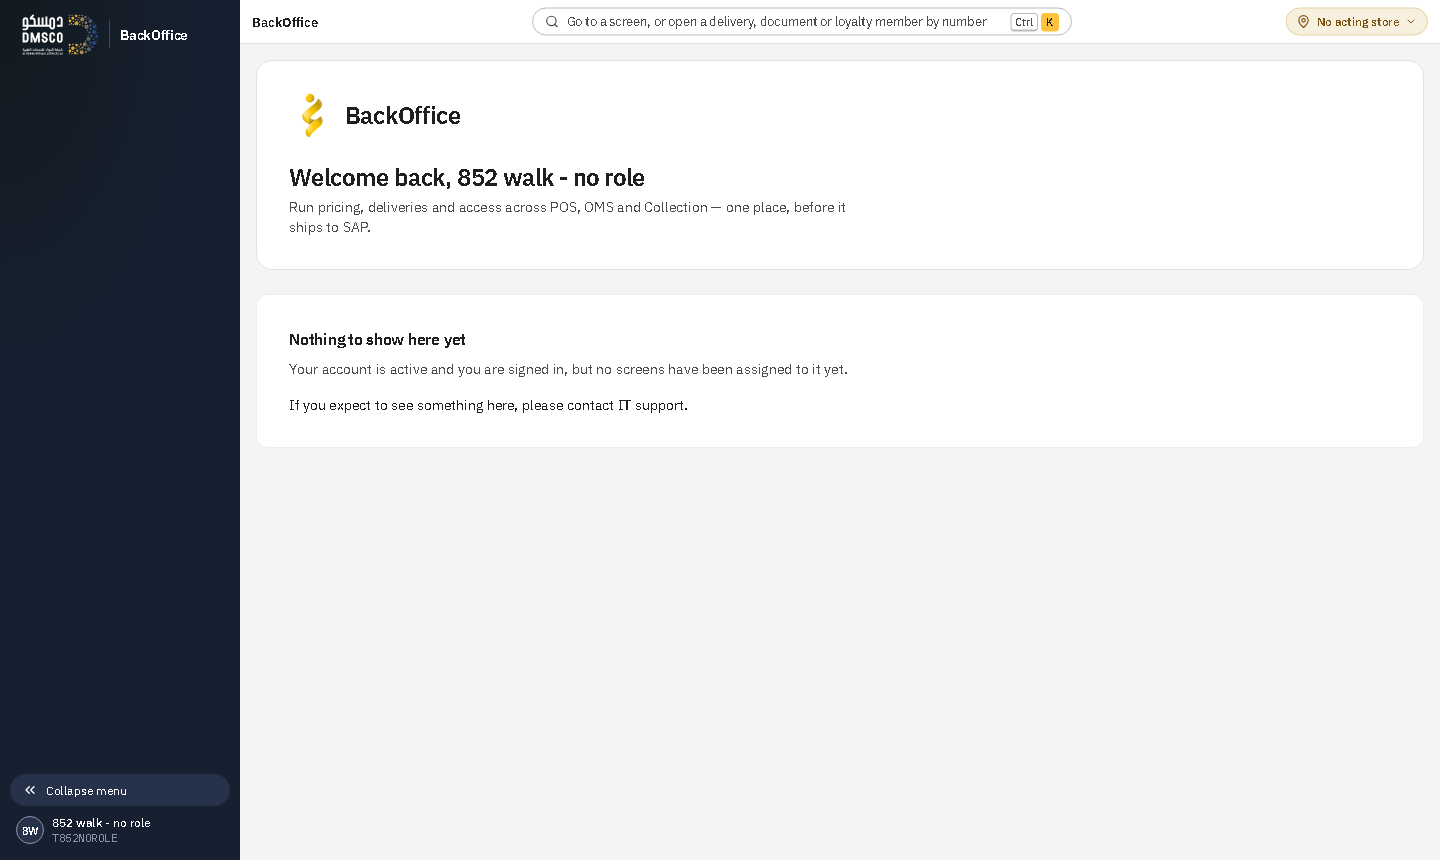 دمسكو
DMSCO
BackOffice
BackOffice
Go to a screen, or open a delivery, document or loyalty member by number
Ctrl
K
No acting store
BackOffice
Welcome back, 852 walk - no role
Run pricing, deliveries and access across POS, OMS and Collection — one place, before it
ships to SAP.
Nothing to show here yet
Your account is active and you are signed in, but no screens have been assigned to it yet.
If you expect to see something here, please contact IT support.
Collapse menu
8W
852 walk - no role
T852NOROLE